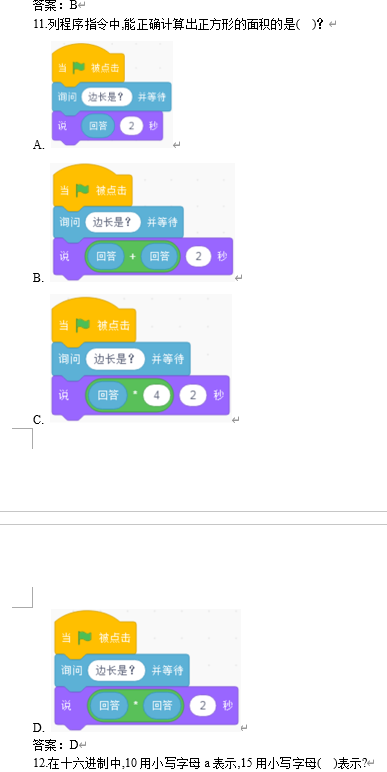 答案：B
11.列程序指令中,能正确计算出正方形的面积的是( )？
当 被点击
询问 边长是？ 并等待
说 回答 2 秒
A.
当 被点击
询问 边长是？ 并等待
说 回答 + 回答 2 秒
B.
当 被点击
询问 边长是？ 并等待
说 回答 * 4 2 秒
C.
当 被点击
询问 边长是？ 并等待
说 回答 * 回答 2 秒
D.
答案：D
12.在十六进制中,10用小写字母a表示,15用小写字母( )表示?